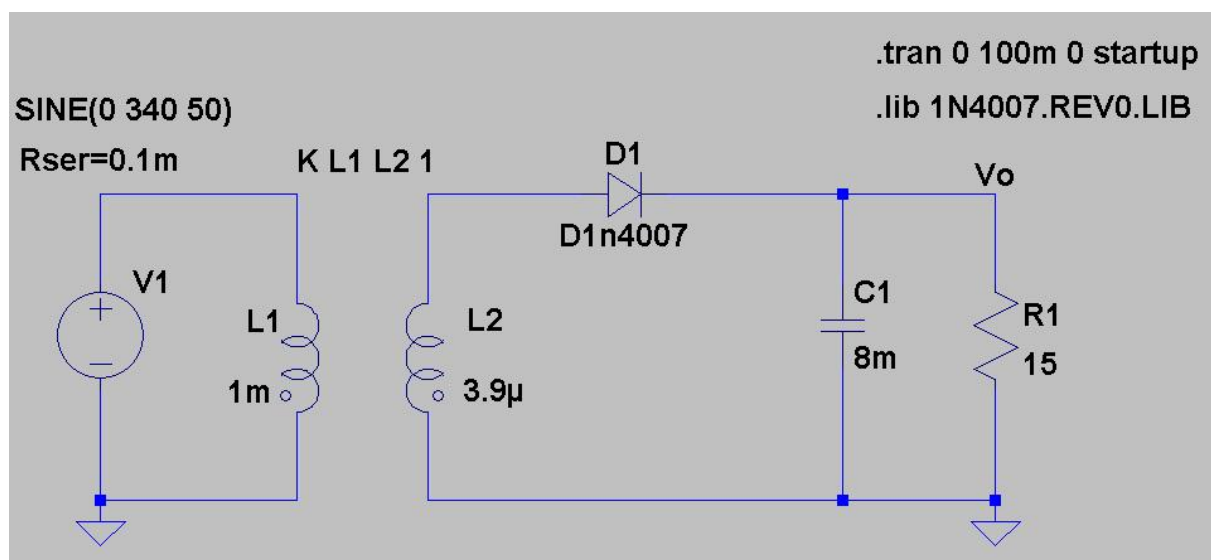 .tran 0 100m 0 startup
SINE(0 340 50)
.lib 1N4007.REV0.LIB
Rser=0.1m
K L1 L2 1
D1
Vo
D1n4007
V1
L1
L2
C1
R1
1m
3.9µ
8m
15